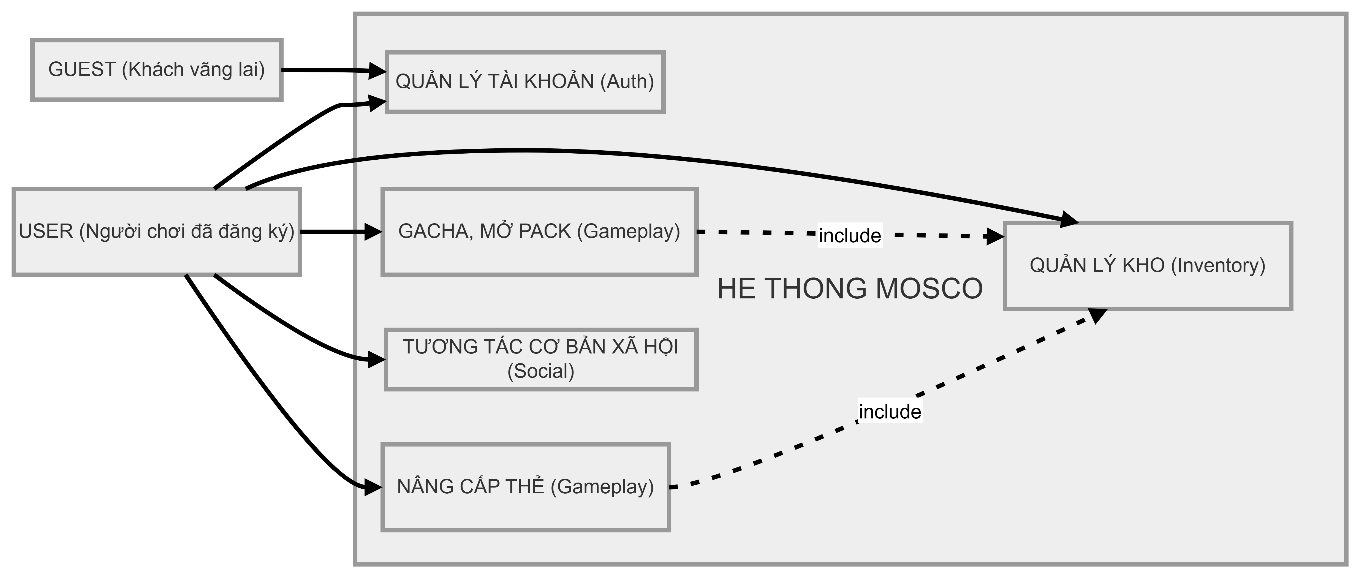 GUEST (Khách vãng lai)
QUẢN LÝ TÀI KHOẢN (Auth)
USER (Người chơi đã đăng ký)
GACHA, MỞ PACK (Gameplay)
include
QUẢN LÝ KHO (Inventory)
HE THONG MOSCO
TƯƠNG TÁC CƠ BẢN XÃ HỘI
(Social)
include
NÂNG CẤP THẺ (Gameplay)